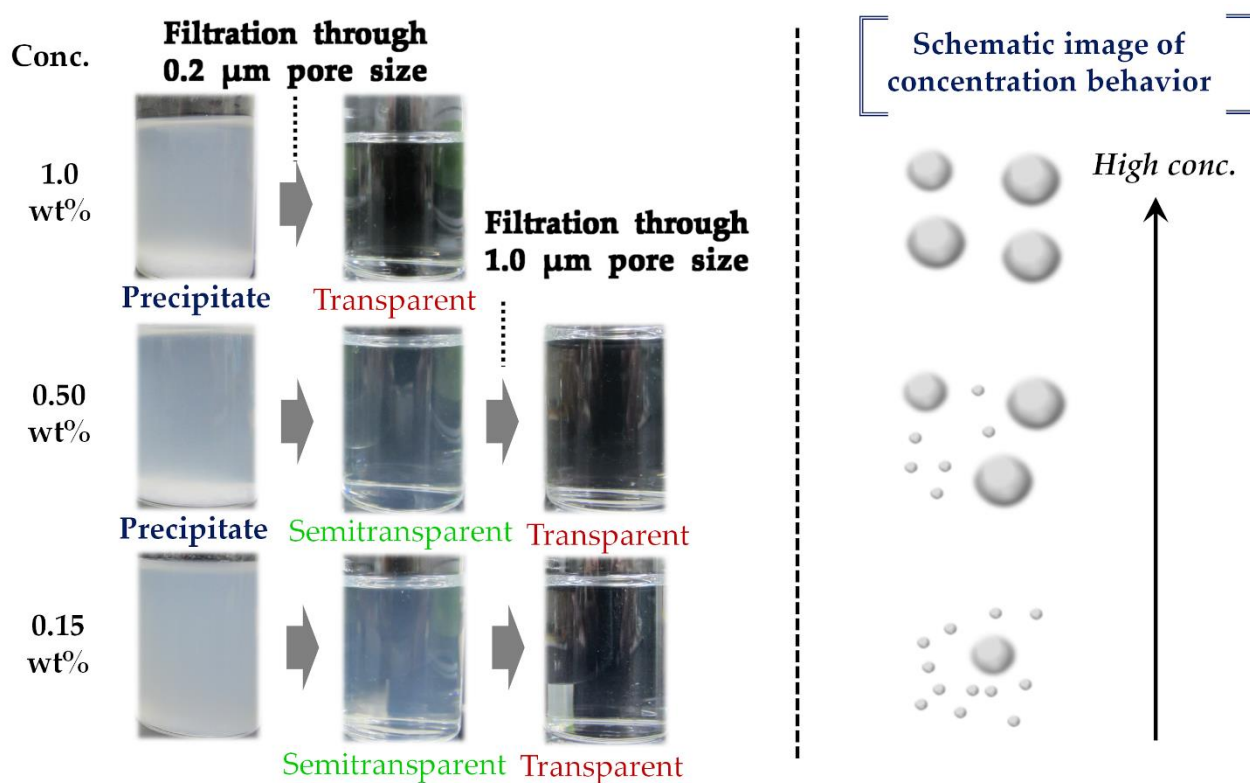 Conc.
Filtration through
0.2 µm pore size
1.0
wt%
Precipitate
Transparent
Filtration through
1.0 µm pore size
0.50
wt%
Precipitate
Semitransparent
Transparent
0.15
wt%
Semitransparent
Transparent
Schematic image of
concentration behavior
High conc.